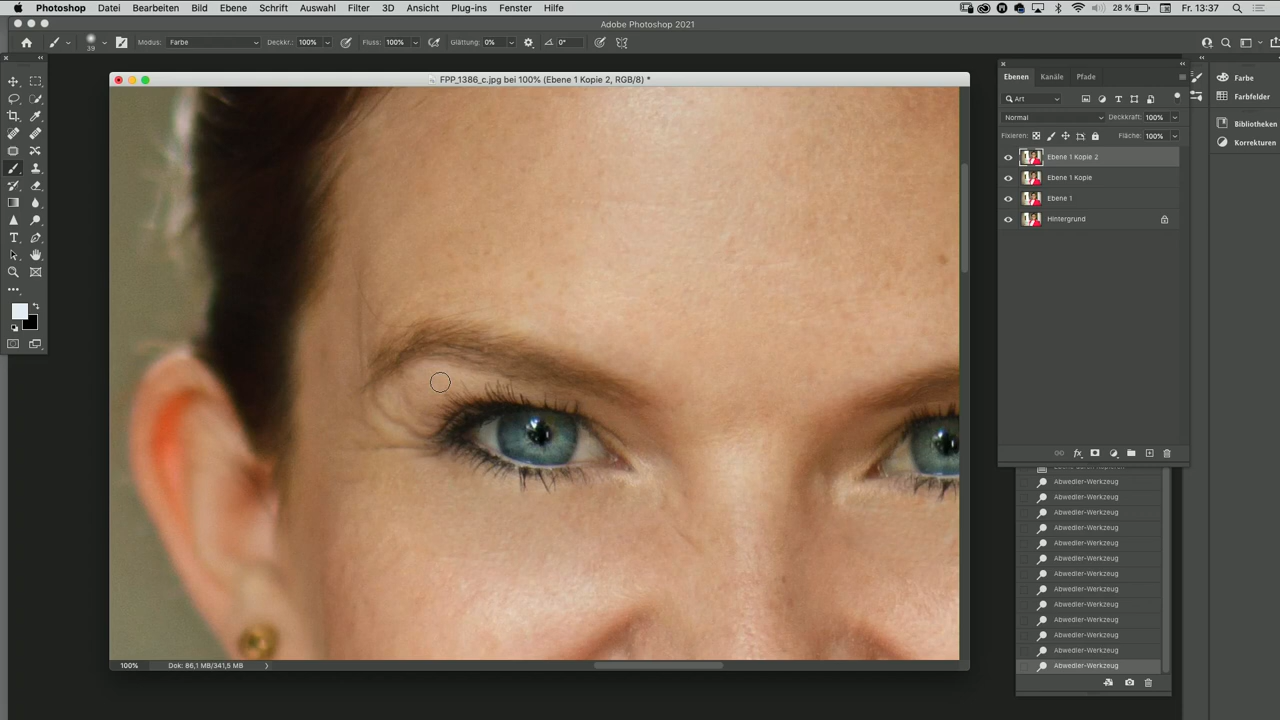 Photoshop Datei Bearbeiten Bild Ebene Schrift Auswahl Filter 3D Ansicht Plug-ins Fenster Hilfe 28 % Fr. 13:37
Adobe Photoshop 2021
39 Modus: Farbe Deckkr.: 100% Fluss: 100% Glättung: 0% 0°
FPP_1386_c.jpg bei 100% (Ebene 1 Kopie 2, RGB/8) *
Ebenen Kanäle Pfade
Art
Normal Deckkraft: 100%
Fixieren: Fläche: 100%
Ebene 1 Kopie 2
Ebene 1 Kopie
Ebene 1
Hintergrund
Farbe
Farbfelder
Bibliotheken
Korrekturen
Abwedler-Werkzeug
Abwedler-Werkzeug
Abwedler-Werkzeug
Abwedler-Werkzeug
Abwedler-Werkzeug
Abwedler-Werkzeug
Abwedler-Werkzeug
Abwedler-Werkzeug
Abwedler-Werkzeug
Abwedler-Werkzeug
Abwedler-Werkzeug
Abwedler-Werkzeug
Abwedler-Werkzeug
100% Dok: 86,1 MB/341,5 MB